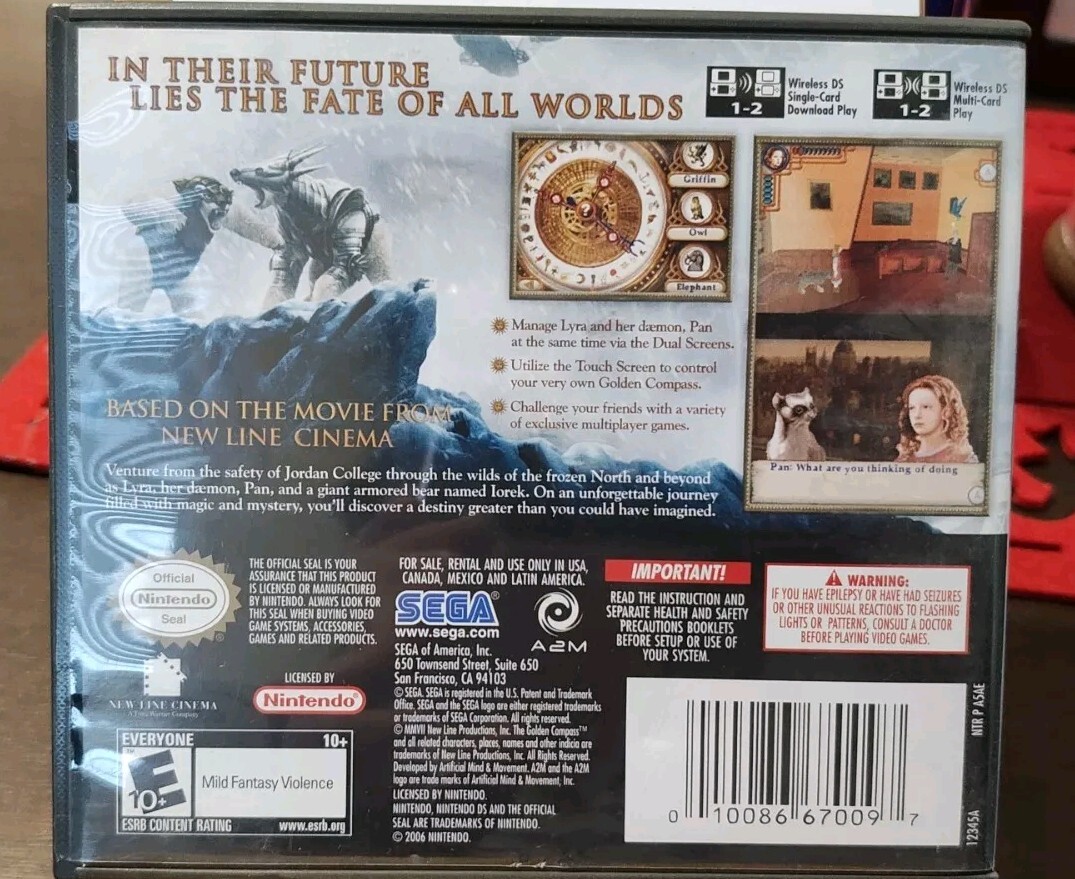 IN THEIR FUTURE
LIES THE FATE OF ALL WORLDS
1-2
Wireless DS
Single-Card
Download Play
1-2
Wireless DS
Multi-Card
Play
Griffin
Owl
Elephant
Manage Lyra and her dæmon, Pan
at the same time via the Dual Screens.
Utilize the Touch Screen to control
your very own Golden Compass.
Challenge your friends with a variety
of exclusive multiplayer games.
Pan: What are you thinking of doing
BASED ON THE MOVIE FROM
NEW LINE CINEMA
Venture from the safety of Jordan College through the wilds of the frozen North and beyond
as Lyra, her dæmon, Pan, and a giant armored bear named Iorek. On an unforgettable journey
filled with magic and mystery, you'll discover a destiny greater than you could have imagined.
Official
Nintendo
Seal
THE OFFICIAL SEAL IS YOUR
ASSURANCE THAT THIS PRODUCT
IS LICENSED OR MANUFACTURED
BY NINTENDO. ALWAYS LOOK FOR
THIS SEAL WHEN BUYING VIDEO
GAME SYSTEMS, ACCESSORIES,
GAMES AND RELATED PRODUCTS.
NEW LINE CINEMA
A Time Warner Company
LICENSED BY
Nintendo®
EVERYONE 10+
E
10+
™
Mild Fantasy Violence
ESRB CONTENT RATING www.esrb.org
FOR SALE, RENTAL AND USE ONLY IN USA,
CANADA, MEXICO AND LATIN AMERICA.
SEGA®
www.sega.com
A2M
SEGA of America, Inc.
650 Townsend Street, Suite 650
San Francisco, CA 94103
© SEGA. SEGA is registered in the U.S. Patent and Trademark
Office. SEGA and the SEGA logo are either registered trademarks
or trademarks of SEGA Corporation. All rights reserved.
© MMVII New Line Productions, Inc. The Golden Compass™
and all related characters, places, names and other indicia are
trademarks of New Line Productions, Inc. All Rights Reserved.
Developed by Artificial Mind & Movement. A2M and the A2M
logo are trade marks of Artificial Mind & Movement, Inc.
LICENSED BY NINTENDO.
NINTENDO, NINTENDO DS AND THE OFFICIAL
SEAL ARE TRADEMARKS OF NINTENDO.
© 2006 NINTENDO.
IMPORTANT!
READ THE INSTRUCTION AND
SEPARATE HEALTH AND SAFETY
PRECAUTIONS BOOKLETS
BEFORE SETUP OR USE OF
YOUR SYSTEM.
WARNING:
IF YOU HAVE EPILEPSY OR HAVE HAD SEIZURES
OR OTHER UNUSUAL REACTIONS TO FLASHING
LIGHTS OR PATTERNS, CONSULT A DOCTOR
BEFORE PLAYING VIDEO GAMES.
0 10086 67009 7
NTR P A5AE
12345A